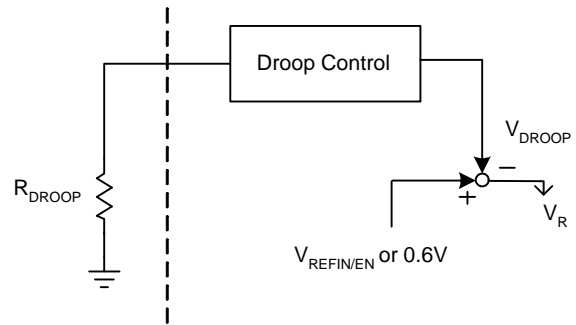 Droop Control
V_DROOP
−
R_DROOP
+
V_R
V_REFIN/EN or 0.6V